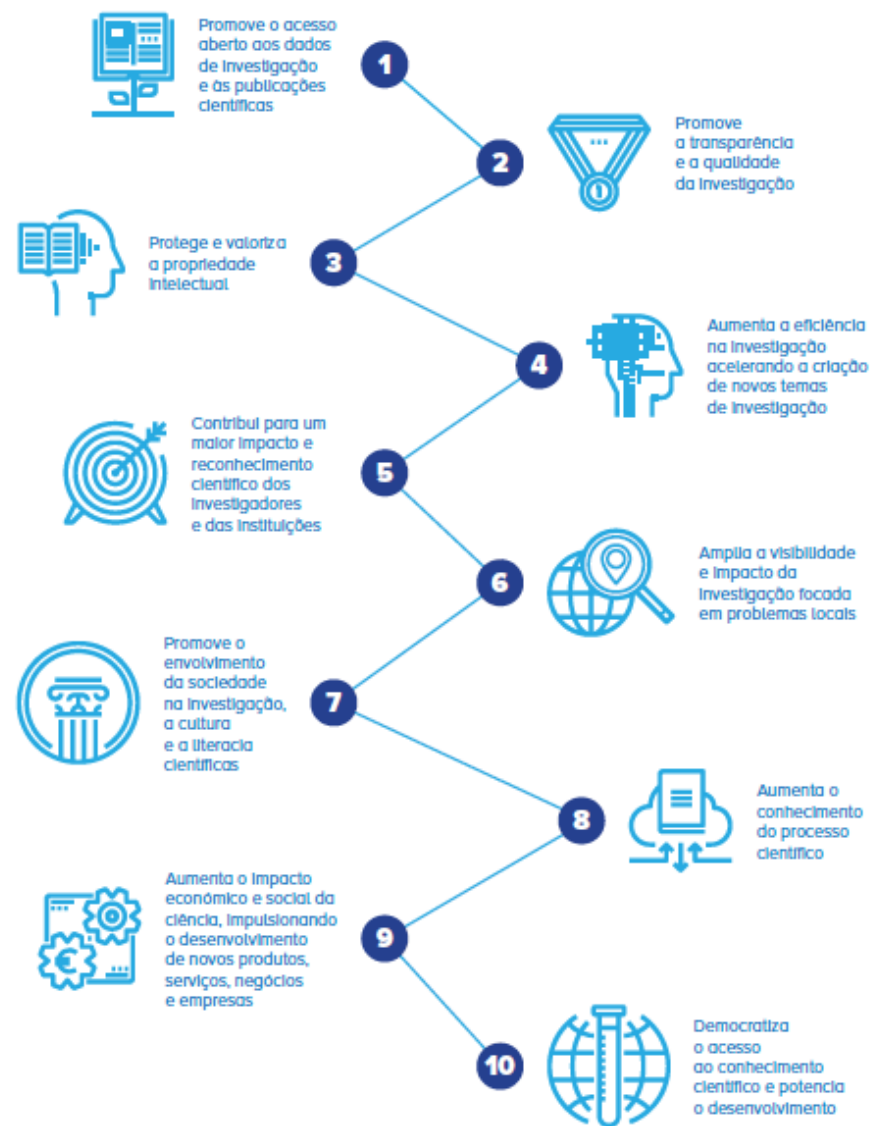 Promove o acesso
aberto aos dados
de investigação
e às publicações
científicas
1
2
Promove
a transparência
e a qualidade
da investigação
Protege e valoriza
a propriedade
intelectual
3
4
Aumenta a eficiência
na investigação
acelerando a criação
de novos temas
de investigação
Contribui para um
maior impacto e
reconhecimento
científico dos
investigadores
e das instituições
5
6
Amplia a visibilidade
e impacto da
investigação focada
em problemas locais
Promove o
envolvimento
da sociedade
na investigação,
a cultura
e a literacia
científicas
7
8
Aumenta o
conhecimento
do processo
científico
Aumenta o impacto
económico e social da
ciência, impulsionando
o desenvolvimento
de novos produtos,
serviços, negócios
e empresas
9
€
10
Democratiza
o acesso
ao conhecimento
científico e potencia
o desenvolvimento